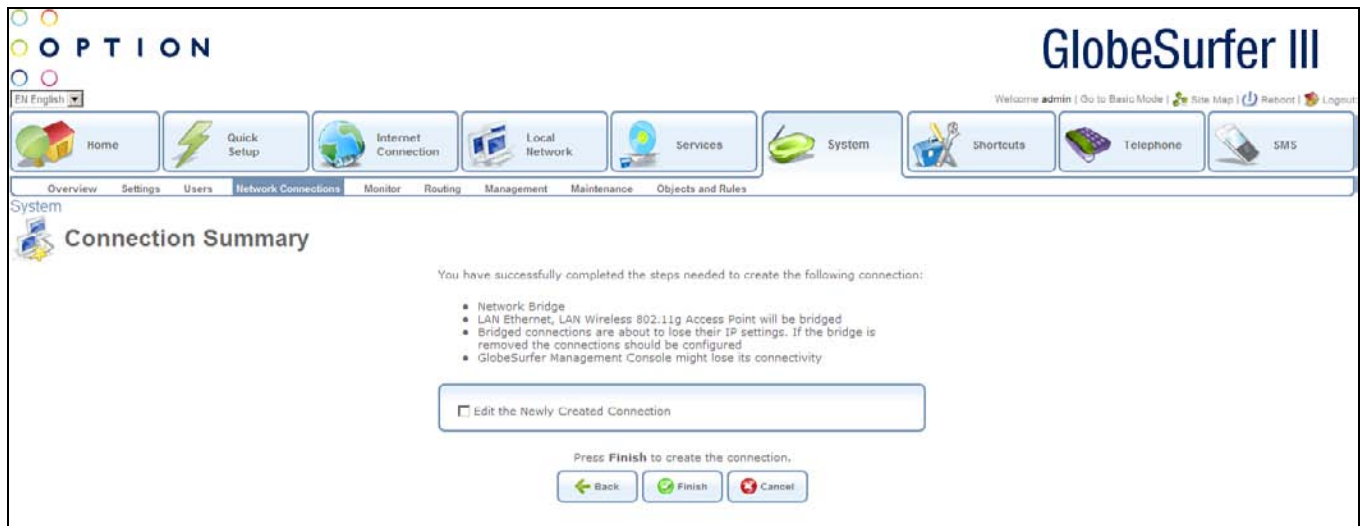 OPTION
GlobeSurfer III
EN English
Welcome admin | Go to Basic Mode | Site Map | Reboot | Logout
Home
Quick Setup
Internet Connection
Local Network
Services
System
Shortcuts
Telephone
SMS
Overview Settings Users Network Connections Monitor Routing Management Maintenance Objects and Rules
System
Connection Summary
You have successfully completed the steps needed to create the following connection:
• Network Bridge
• LAN Ethernet, LAN Wireless 802.11g Access Point will be bridged
• Bridged connections are about to lose their IP settings. If the bridge is
removed the connections should be configured
• GlobeSurfer Management Console might lose its connectivity
Edit the Newly Created Connection
Press Finish to create the connection.
Back Finish Cancel